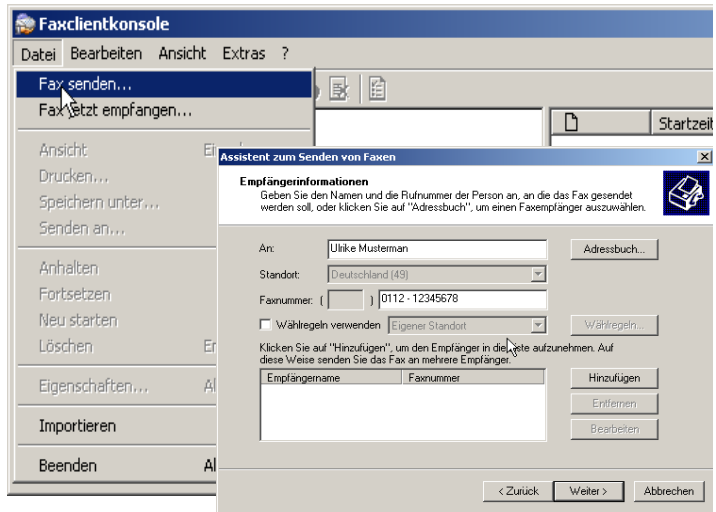 Faxclientkonsole
Datei Bearbeiten Ansicht Extras ?
Fax senden...
Fax jetzt empfangen...
Startzeit
Ansicht
Drucken...
Speichern unter...
Senden an...
Anhalten
Fortsetzen
Neu starten
Löschen
Eigenschaften...
Importieren
Beenden
Assistent zum Senden von Faxen
Empfängerinformationen
Geben Sie den Namen und die Rufnummer der Person an, an die das Fax gesendet
werden soll, oder klicken Sie auf "Adressbuch", um einen Faxempfänger auszuwählen.
An: Ulrike Musterman Adressbuch...
Standort: Deutschland (49)
Faxnummer: ( ) 0112 - 12345678
Wählregeln verwenden Eigener Standort Wählregeln...
Klicken Sie auf "Hinzufügen", um den Empfänger in die Liste aufzunehmen. Auf
diese Weise senden Sie das Fax an mehrere Empfänger.
Empfängername Faxnummer Hinzufügen
Entfernen
Bearbeiten
< Zurück Weiter > Abbrechen